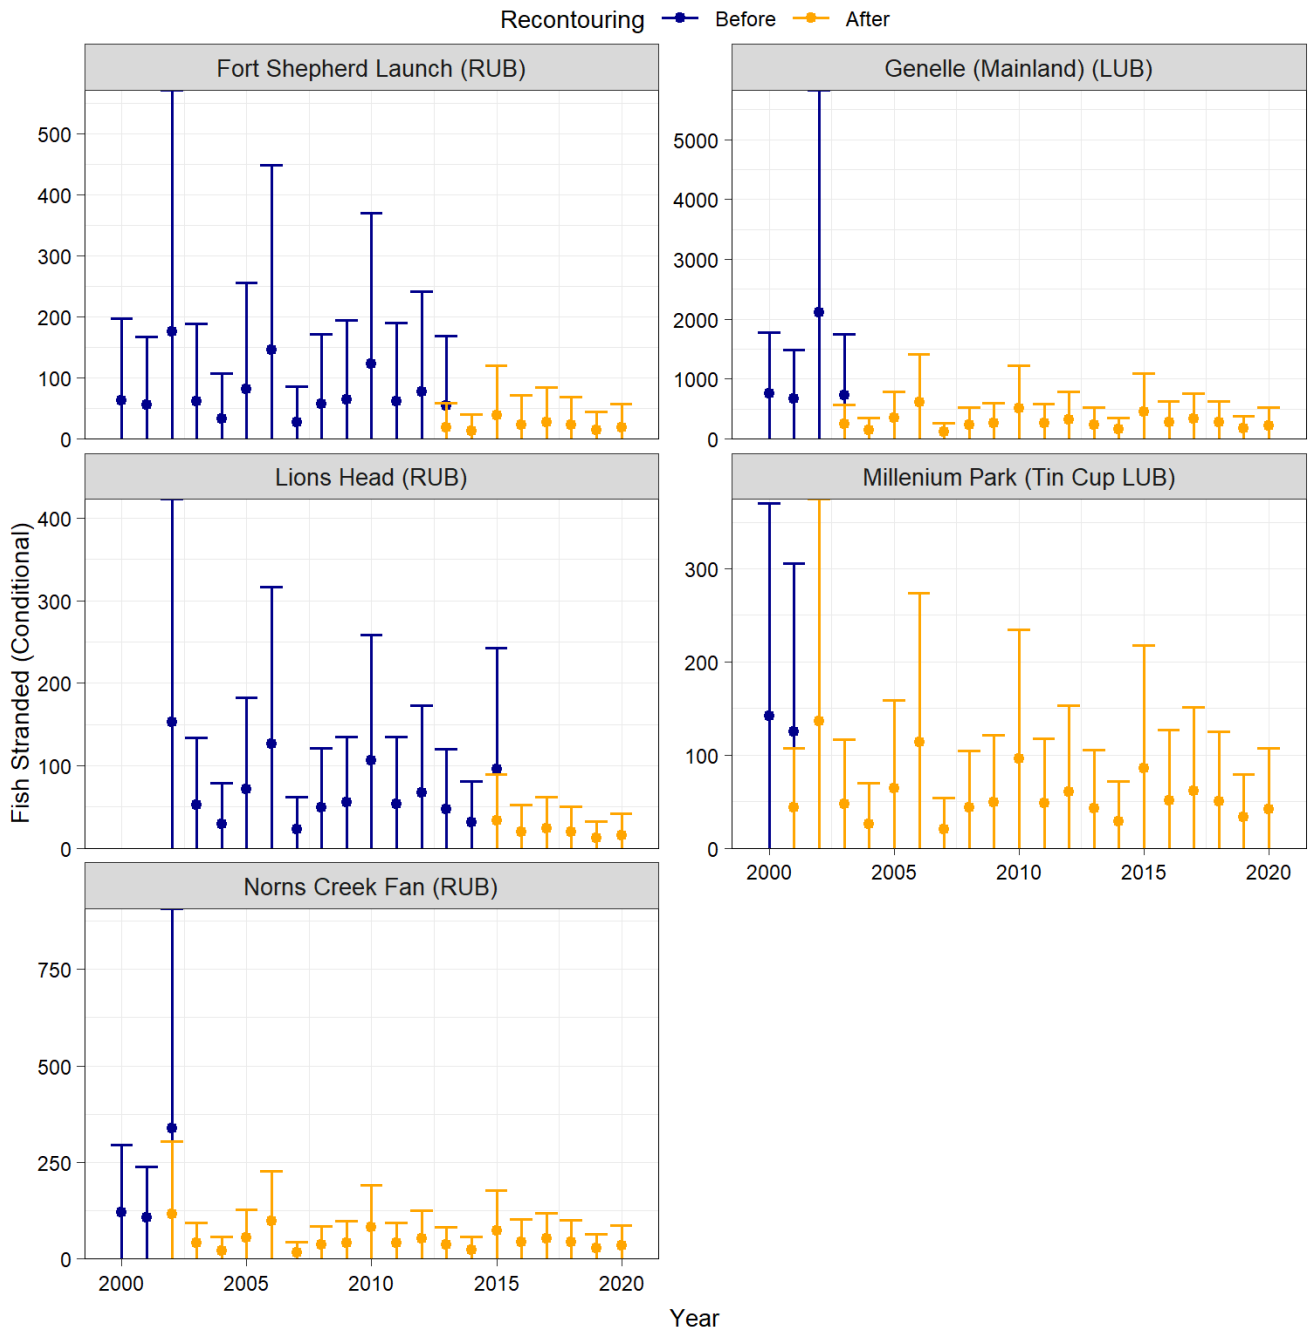 Recontouring Before After
Fort Shepherd Launch (RUB)
500
400
300
200
100
0
Genelle (Mainland) (LUB)
5000
4000
3000
2000
1000
0
Lions Head (RUB)
400
300
200
100
0
Millenium Park (Tin Cup LUB)
300
200
100
0
2000 2005 2010 2015 2020
Norns Creek Fan (RUB)
750
500
250
0
2000 2005 2010 2015 2020
Fish Stranded (Conditional)
Year